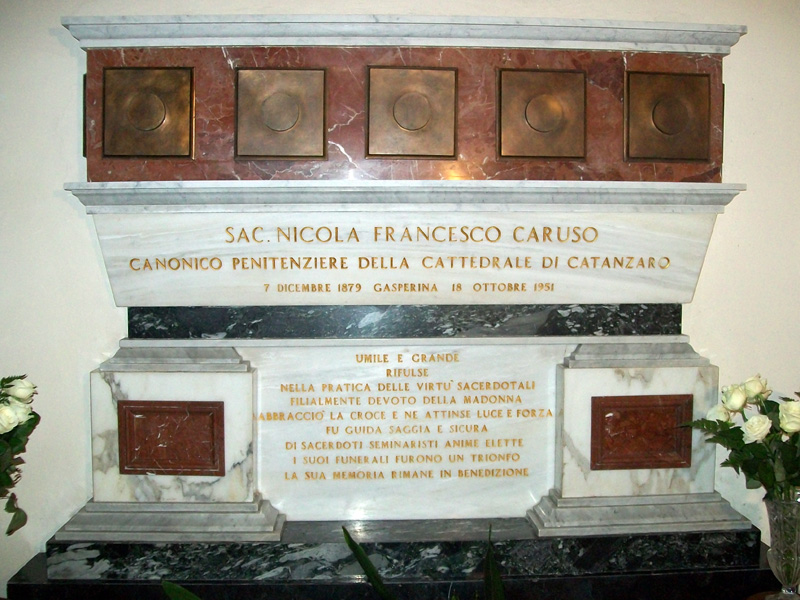 SAC. NICOLA FRANCESCO CARUSO
CANONICO PENITENZIERE DELLA CATTEDRALE DI CATANZARO
7 DICEMBRE 1879 GASPERINA 18 OTTOBRE 1951
UMILE E GRANDE
RIFULSE
NELLA PRATICA DELLE VIRTU' SACERDOTALI
FILIALMENTE DEVOTO DELLA MADONNA
ABBRACCIO' LA CROCE E NE ATTINSE LUCE E FORZA
FU GUIDA SAGGIA E SICURA
DI SACERDOTI SEMINARISTI ANIME ELETTE
I SUOI FUNERALI FURONO UN TRIONFO
LA SUA MEMORIA RIMANE IN BENEDIZIONE